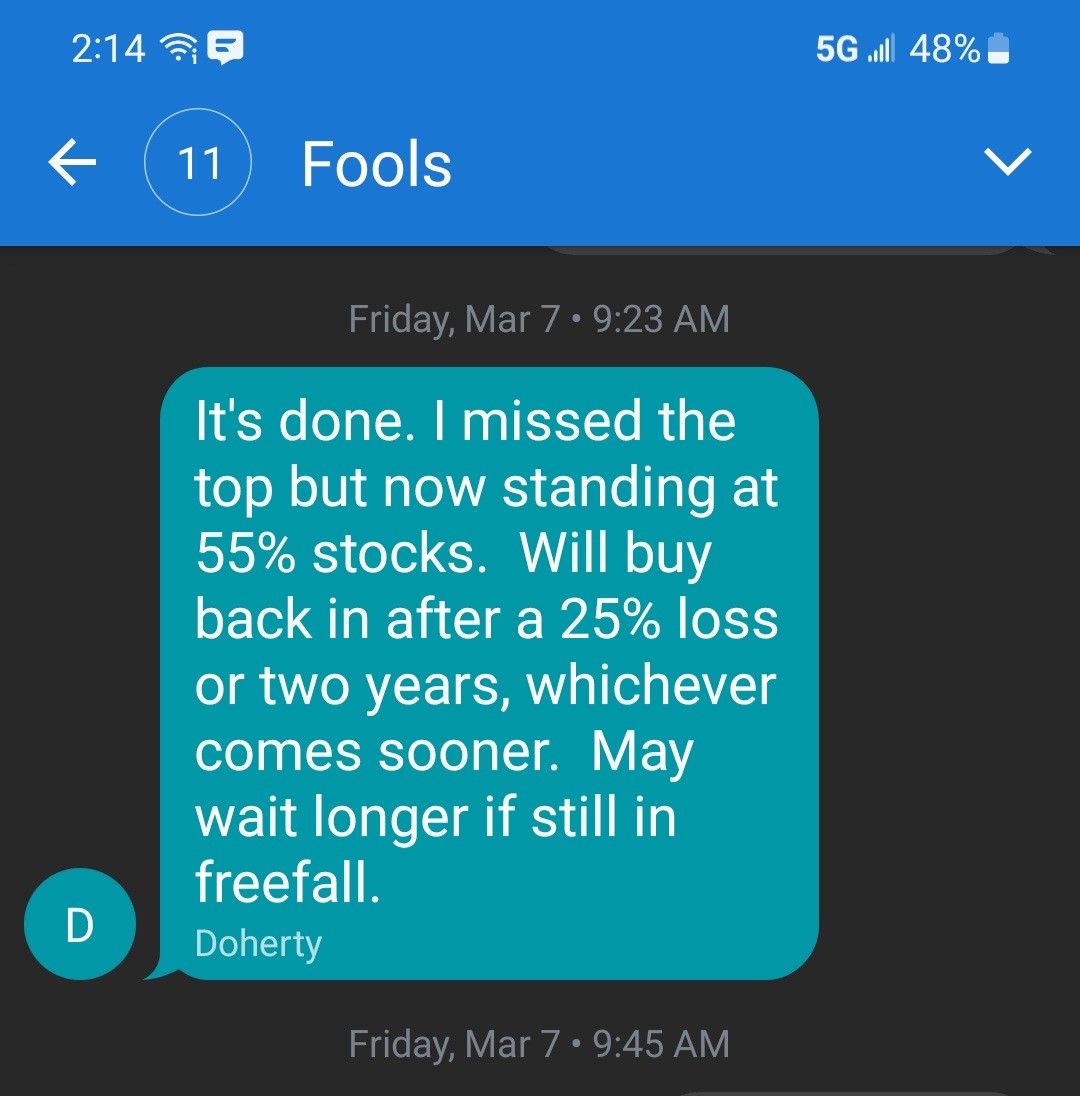 2:14 5G 48%
11 Fools
Friday, Mar 7 • 9:23 AM
It's done. I missed the
top but now standing at
55% stocks.  Will buy
back in after a 25% loss
or two years, whichever
comes sooner.  May
wait longer if still in
freefall.
Doherty
D
Friday, Mar 7 • 9:45 AM